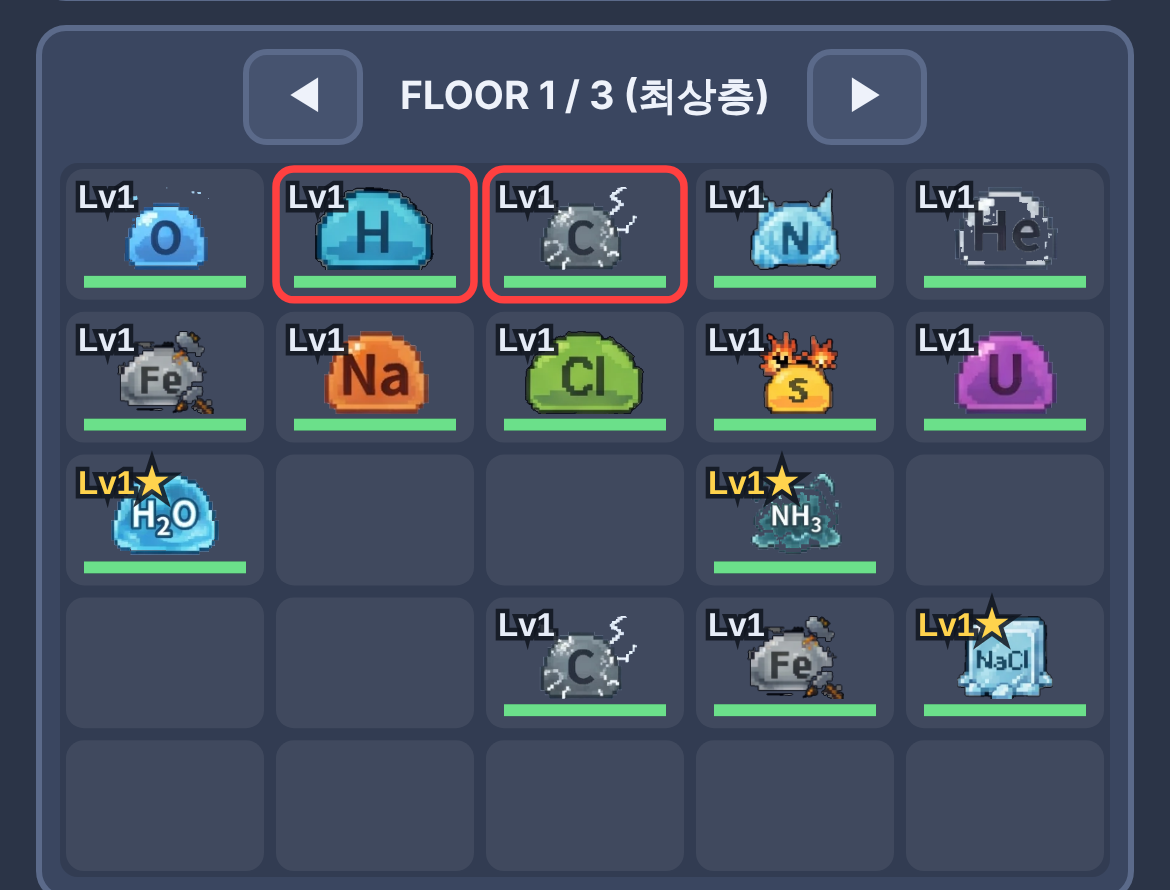 ◀ FLOOR 1 / 3 (최상층) ▶
Lv1 O Lv1 H Lv1 C Lv1 N Lv1 He
Lv1 Fe Lv1 Na Lv1 Cl Lv1 S Lv1 U
Lv1★ H₂O Lv1★ NH₃
Lv1 C Lv1 Fe Lv1★ NaCl